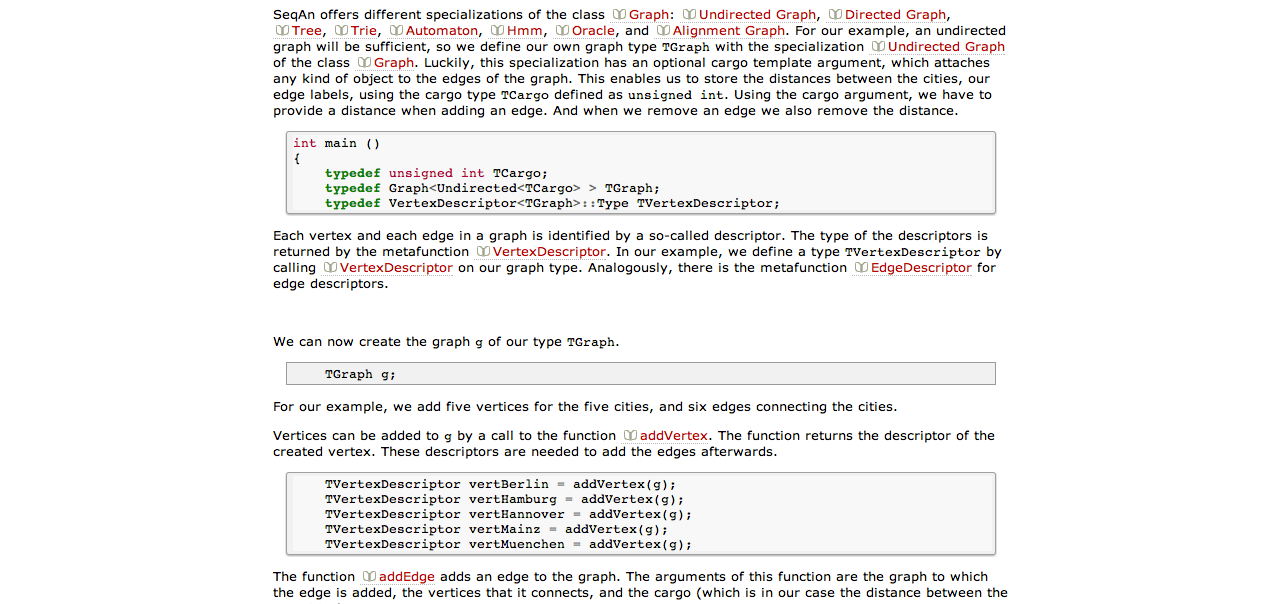 SeqAn offers different specializations of the class Graph: Undirected Graph, Directed Graph,
Tree, Trie, Automaton, Hmm, Oracle, and Alignment Graph. For our example, an undirected
graph will be sufficient, so we define our own graph type TGraph with the specialization Undirected Graph
of the class Graph. Luckily, this specialization has an optional cargo template argument, which attaches
any kind of object to the edges of the graph. This enables us to store the distances between the cities, our
edge labels, using the cargo type TCargo defined as unsigned int. Using the cargo argument, we have to
provide a distance when adding an edge. And when we remove an edge we also remove the distance.
int main ()
{
    typedef unsigned int TCargo;
    typedef Graph<Undirected<TCargo> > TGraph;
    typedef VertexDescriptor<TGraph>::Type TVertexDescriptor;
Each vertex and each edge in a graph is identified by a so-called descriptor. The type of the descriptors is
returned by the metafunction VertexDescriptor. In our example, we define a type TVertexDescriptor by
calling VertexDescriptor on our graph type. Analogously, there is the metafunction EdgeDescriptor for
edge descriptors.
We can now create the graph g of our type TGraph.
    TGraph g;
For our example, we add five vertices for the five cities, and six edges connecting the cities.
Vertices can be added to g by a call to the function addVertex. The function returns the descriptor of the
created vertex. These descriptors are needed to add the edges afterwards.
    TVertexDescriptor vertBerlin = addVertex(g);
    TVertexDescriptor vertHamburg = addVertex(g);
    TVertexDescriptor vertHannover = addVertex(g);
    TVertexDescriptor vertMainz = addVertex(g);
    TVertexDescriptor vertMuenchen = addVertex(g);
The function addEdge adds an edge to the graph. The arguments of this function are the graph to which
the edge is added, the vertices that it connects, and the cargo (which is in our case the distance between the